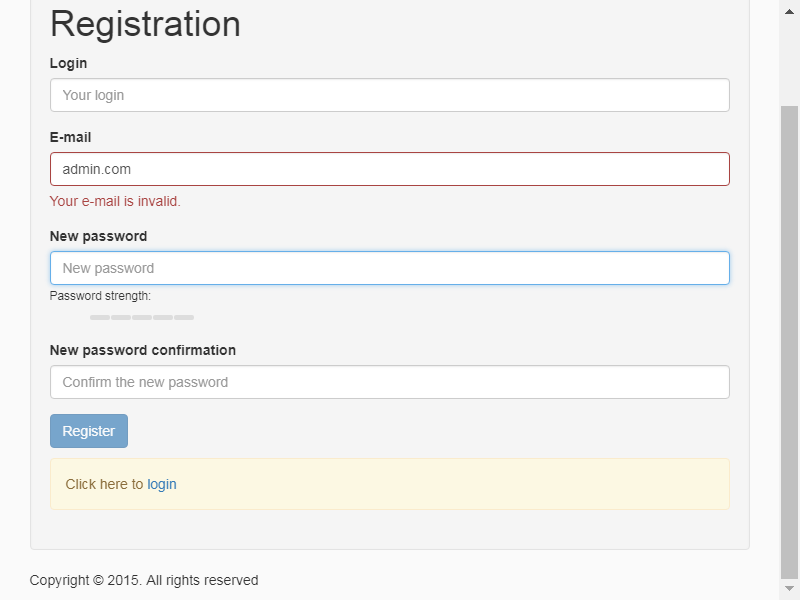 Registration
Login
Your login
E-mail
admin.com
Your e-mail is invalid.
New password
New password
Password strength:
New password confirmation
Confirm the new password
Register
Click here to login
Copyright © 2015. All rights reserved